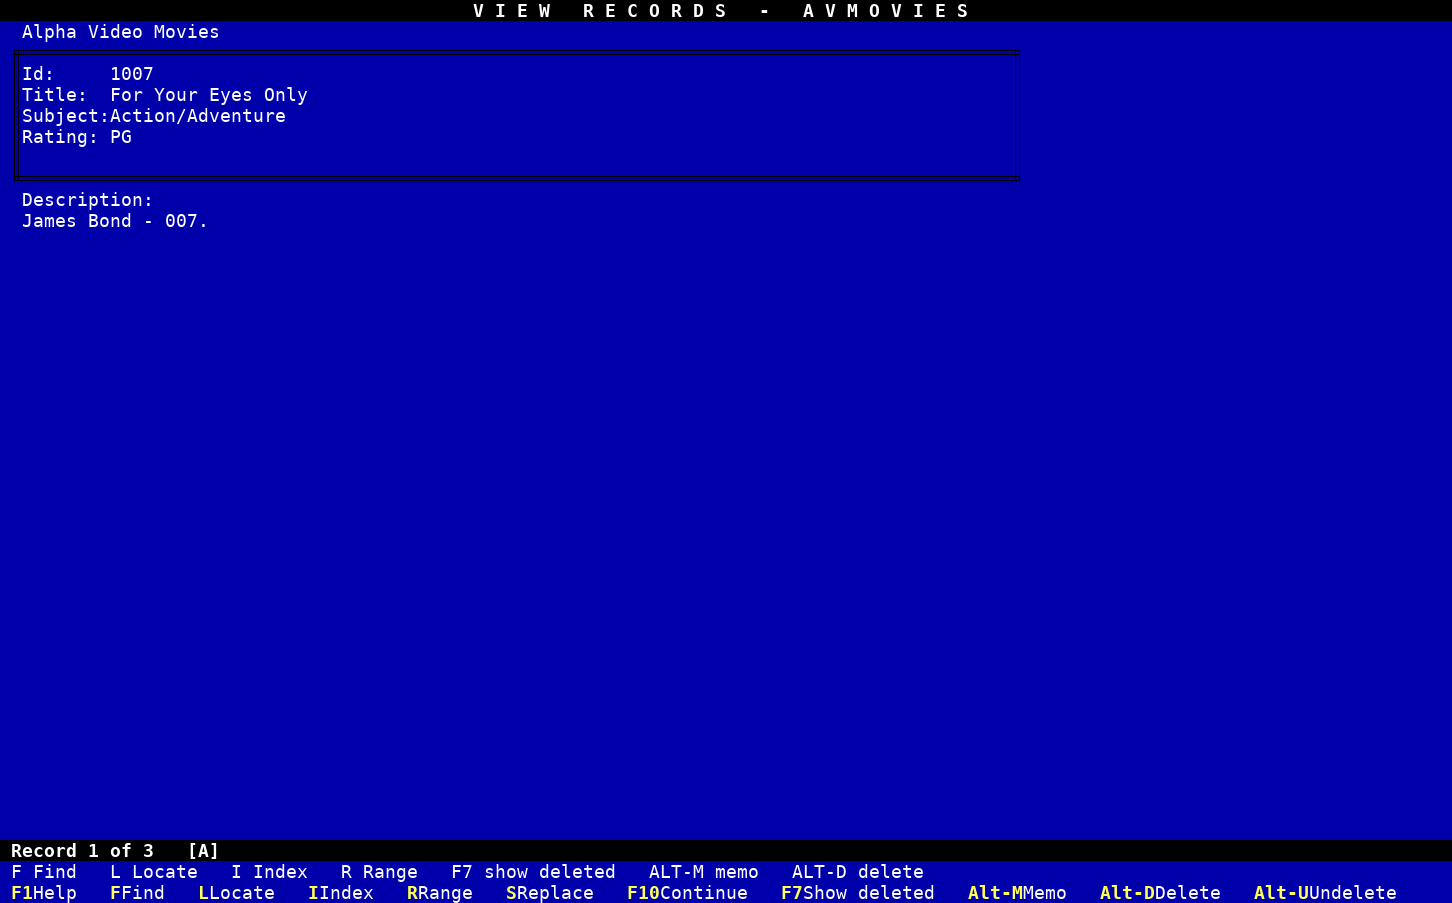 V I E W   R E C O R D S   -   A V M O V I E S
Alpha Video Movies
Id:     1007
Title:  For Your Eyes Only
Subject:Action/Adventure
Rating: PG
Description:
James Bond - 007.
Record 1 of 3   [A]
F Find   L Locate   I Index   R Range   F7 show deleted   ALT-M memo   ALT-D delete
F1Help   FFind   LLocate   IIndex   RRange   SReplace   F10Continue   F7Show deleted   Alt-MMemo   Alt-DDelete   Alt-UUndelete